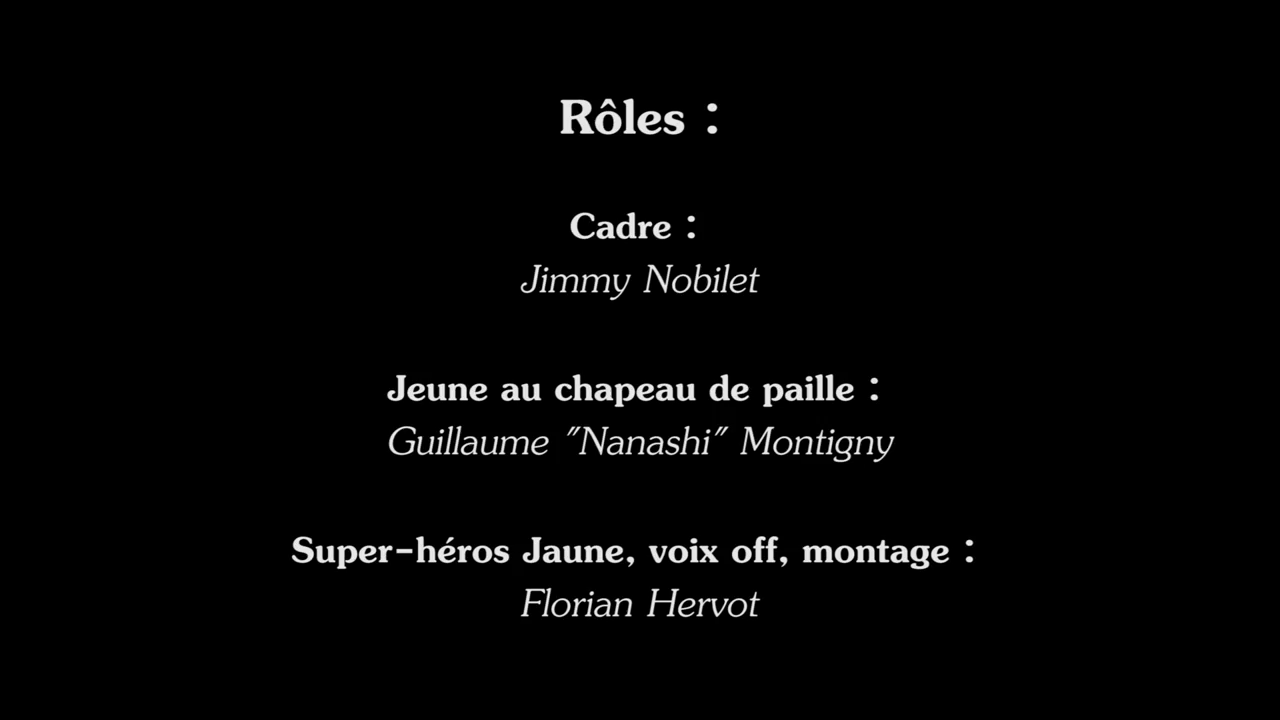 Rôles :
Cadre :
Jimmy Nobilet
Jeune au chapeau de paille :
Guillaume "Nanashi" Montigny
Super-héros Jaune, voix off, montage :
Florian Hervot